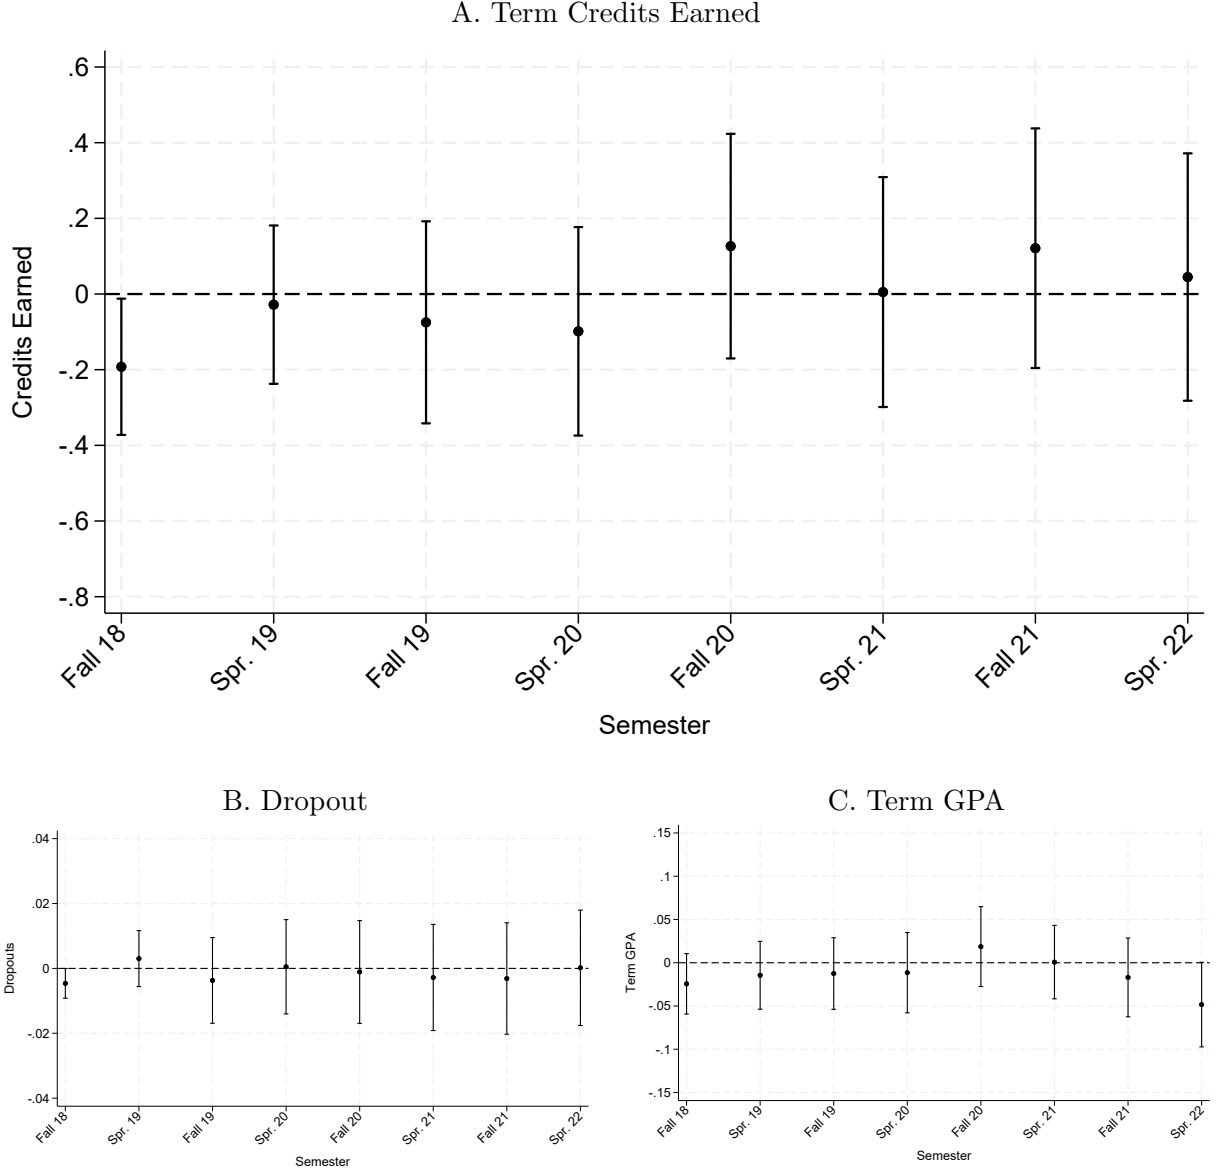 A. Term Credits Earned
.6
.4
.2
0
-.2
-.4
-.6
-.8
Credits Earned
Fall 18
Spr. 19
Fall 19
Spr. 20
Fall 20
Spr. 21
Fall 21
Spr. 22
Semester
B. Dropout
.04
.02
0
-.02
-.04
Dropouts
Fall 18
Spr. 19
Fall 19
Spr. 20
Fall 20
Spr. 21
Fall 21
Spr. 22
Semester
C. Term GPA
.15
.1
.05
0
-.05
-.1
-.15
Term GPA
Fall 18
Spr. 19
Fall 19
Spr. 20
Fall 20
Spr. 21
Fall 21
Spr. 22
Semester